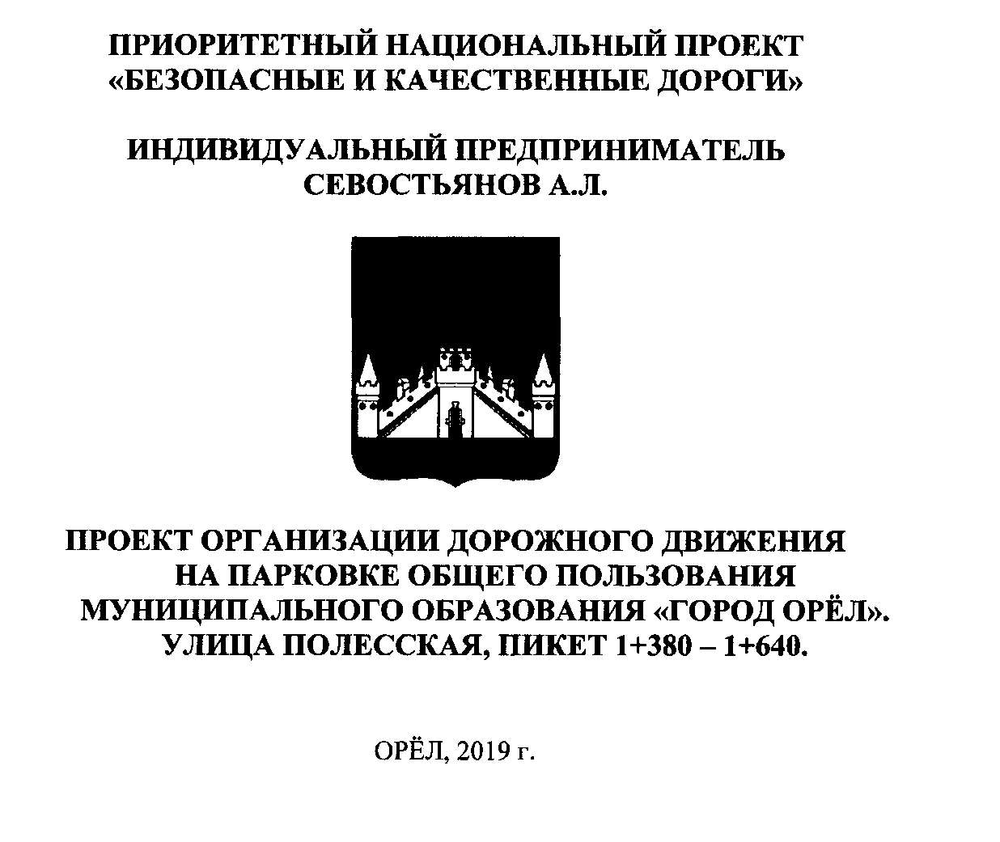 ПРИОРИТЕТНЫЙ НАЦИОНАЛЬНЫЙ ПРОЕКТ
«БЕЗОПАСНЫЕ И КАЧЕСТВЕННЫЕ ДОРОГИ»
ИНДИВИДУАЛЬНЫЙ ПРЕДПРИНИМАТЕЛЬ
СЕВОСТЬЯНОВ А.Л.
ПРОЕКТ ОРГАНИЗАЦИИ ДОРОЖНОГО ДВИЖЕНИЯ
НА ПАРКОВКЕ ОБЩЕГО ПОЛЬЗОВАНИЯ
МУНИЦИПАЛЬНОГО ОБРАЗОВАНИЯ «ГОРОД ОРЁЛ».
УЛИЦА ПОЛЕССКАЯ, ПИКЕТ 1+380 – 1+640.
ОРЁЛ, 2019 г.